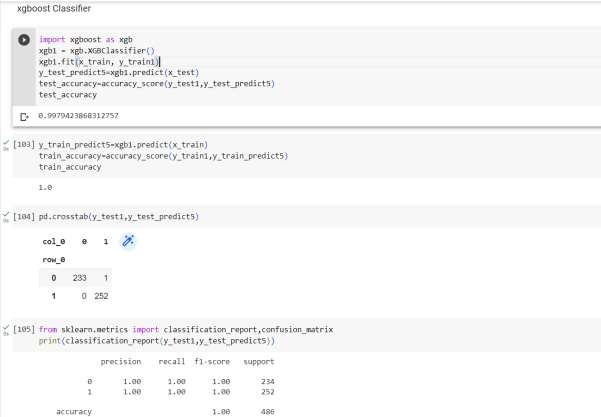 xgboost Classifier
import xgboost as xgb
xgb1 = xgb.XGBClassifier()
xgb1.fit(x_train, y_train1)
y_test_predict5=xgb1.predict(x_test)
test_accuracy=accuracy_score(y_test1,y_test_predict5)
test_accuracy
0.9979423868312757
[103] y_train_predict5=xgb1.predict(x_train)
0s
train_accuracy=accuracy_score(y_train1,y_train_predict5)
train_accuracy
1.0
[104] pd.crosstab(y_test1,y_test_predict5)
0s
col_0 0 1
row_0
0 233 1
1 0 252
[105] from sklearn.metrics import classification_report,confusion_matrix
0s
print(classification_report(y_test1,y_test_predict5))
precision recall f1-score support
0 1.00 1.00 1.00 234
1 1.00 1.00 1.00 252
accuracy 1.00 486